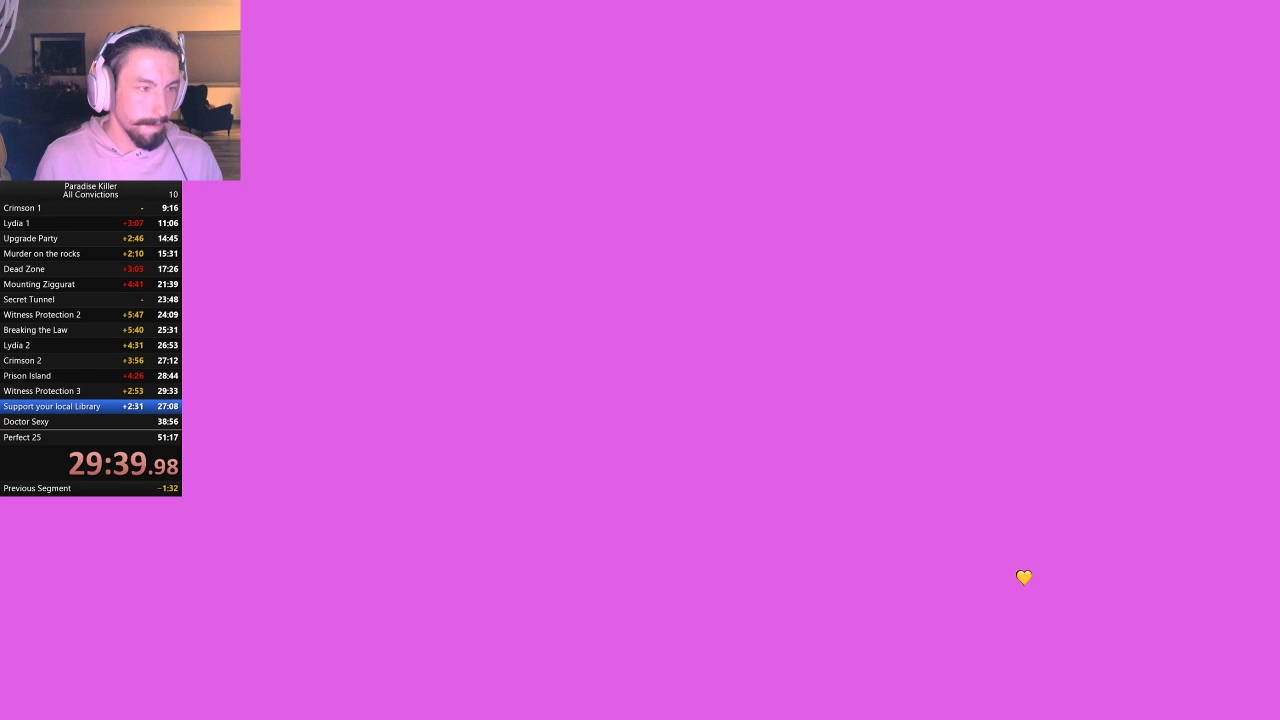 Paradise Killer
All Convictions 10
Crimson 1 - 9:16
Lydia 1 +3:07 11:06
Upgrade Party +2:46 14:45
Murder on the rocks +2:10 15:31
Dead Zone +3:03 17:26
Mounting Ziggurat +4:41 21:39
Secret Tunnel - 23:48
Witness Protection 2 +5:47 24:09
Breaking the Law +5:40 25:31
Lydia 2 +4:31 26:53
Crimson 2 +3:56 27:12
Prison Island +4:26 28:44
Witness Protection 3 +2:53 29:33
Support your local Library +2:31 27:08
Doctor Sexy 38:56
Perfect 25 51:17
29:39.98
Previous Segment −1:32